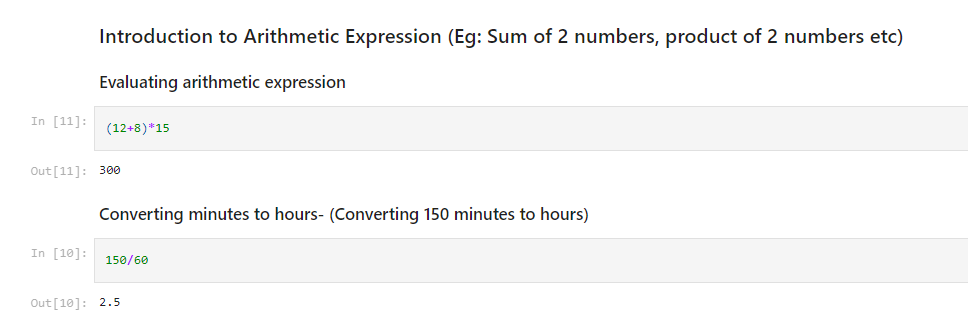 Introduction to Arithmetic Expression (Eg: Sum of 2 numbers, product of 2 numbers etc)
Evaluating arithmetic expression
In [11]: (12+8)*15
Out[11]: 300
Converting minutes to hours- (Converting 150 minutes to hours)
In [10]: 150/60
Out[10]: 2.5